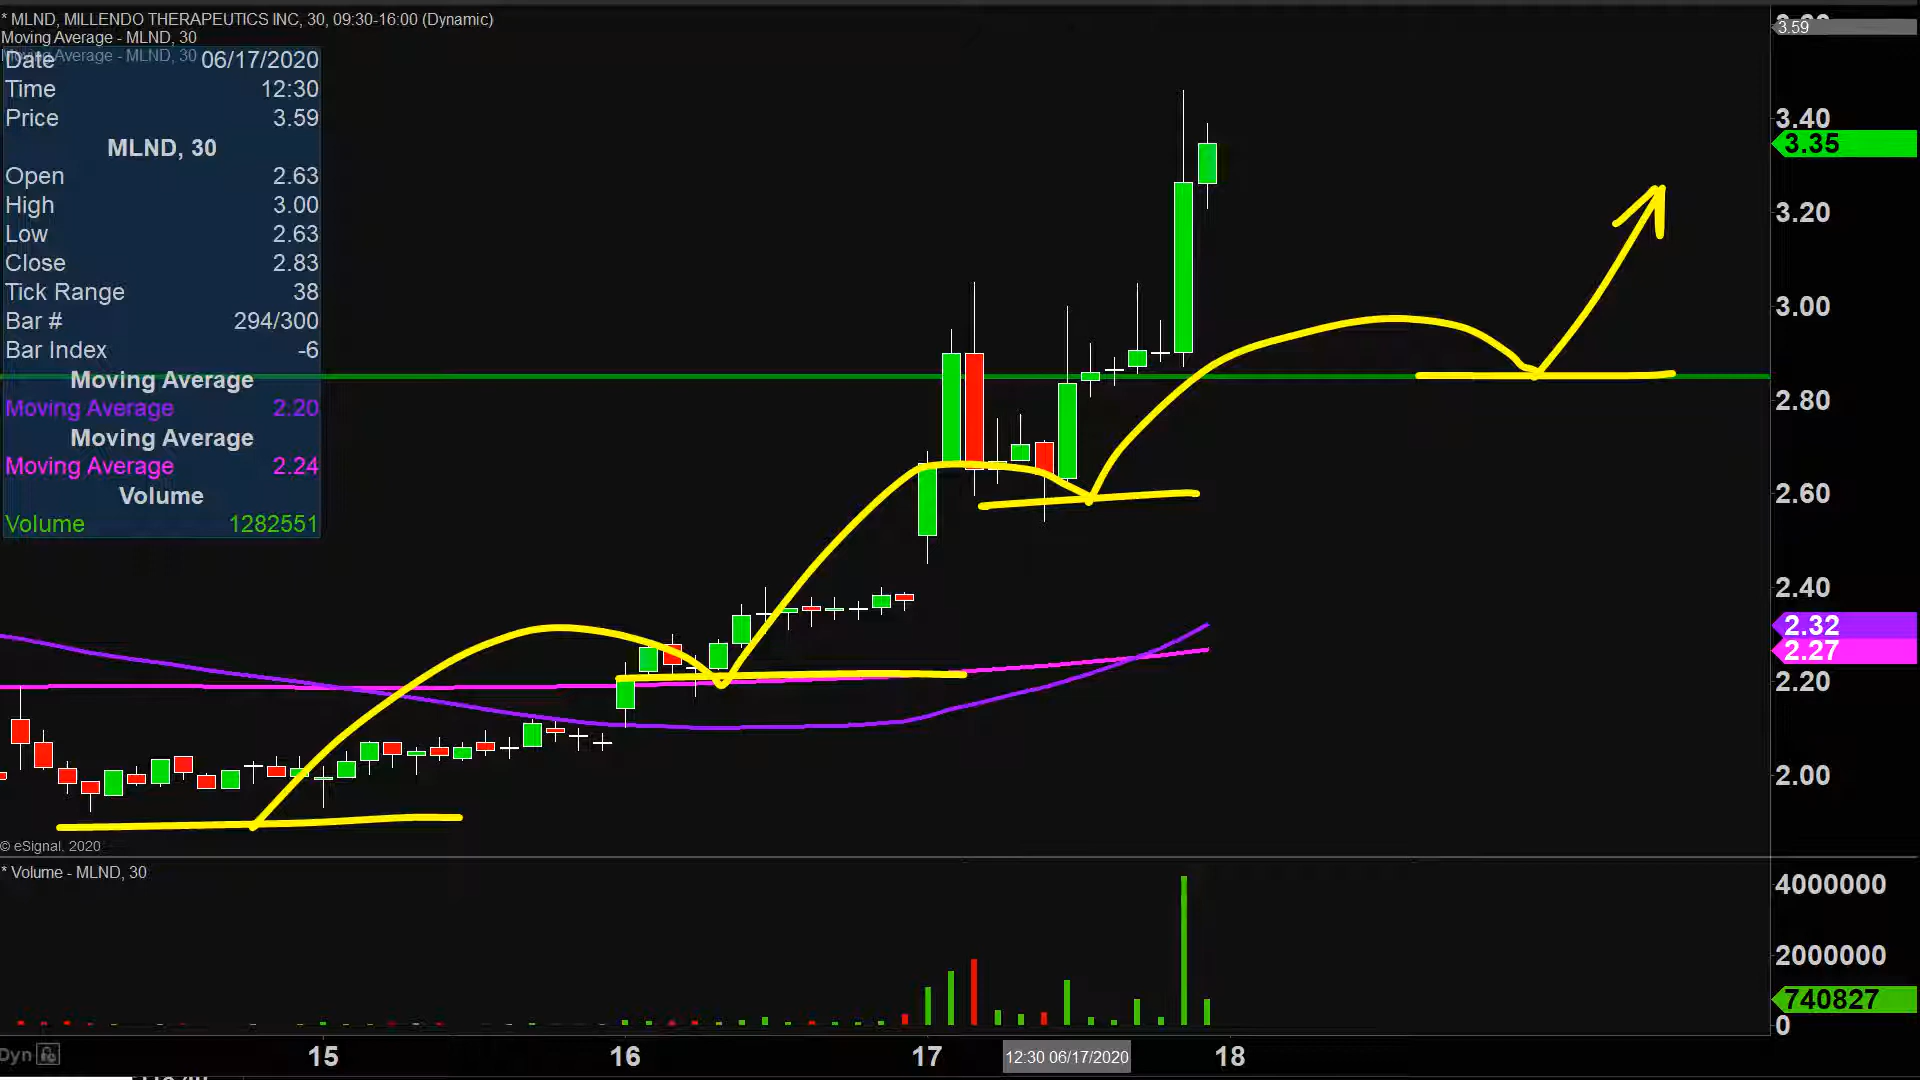 * MLND, MILLENDO THERAPEUTICS INC, 30, 09:30-16:00 (Dynamic)
Moving Average - MLND, 30
Moving Average - MLND, 30
Date 06/17/2020
Time 12:30
Price 3.59
MLND, 30
Open 2.63
High 3.00
Low 2.63
Close 2.83
Tick Range 38
Bar # 294/300
Bar Index -6
Moving Average
Moving Average 2.20
Moving Average
Moving Average 2.24
Volume
Volume 1282551
3.59
3.40
3.35
3.20
3.00
2.80
2.60
2.40
2.32
2.27
2.20
2.00
© eSignal, 2020
* Volume - MLND, 30
4000000
2000000
740827
0
Dyn
15 16 17 12:30 06/17/2020 18